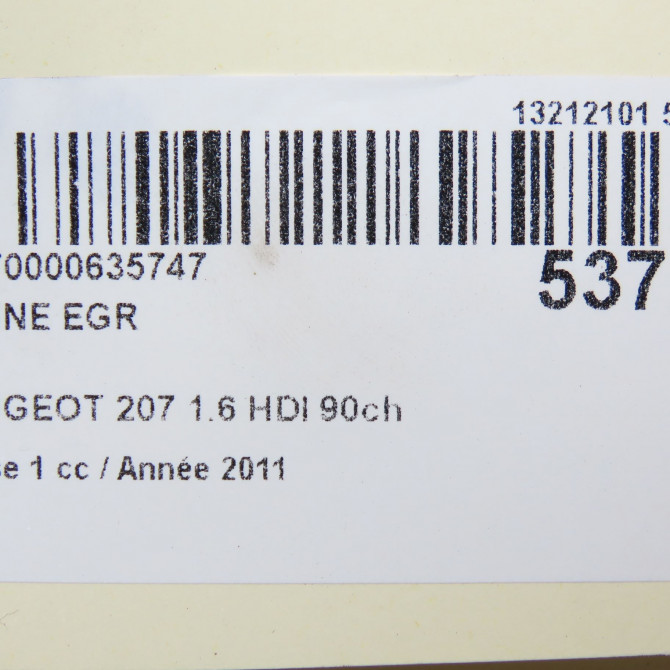 13212101 5
70000635747
537
NE EGR
GEOT 207 1.6 HDI 90ch
e 1 cc / Année 2011